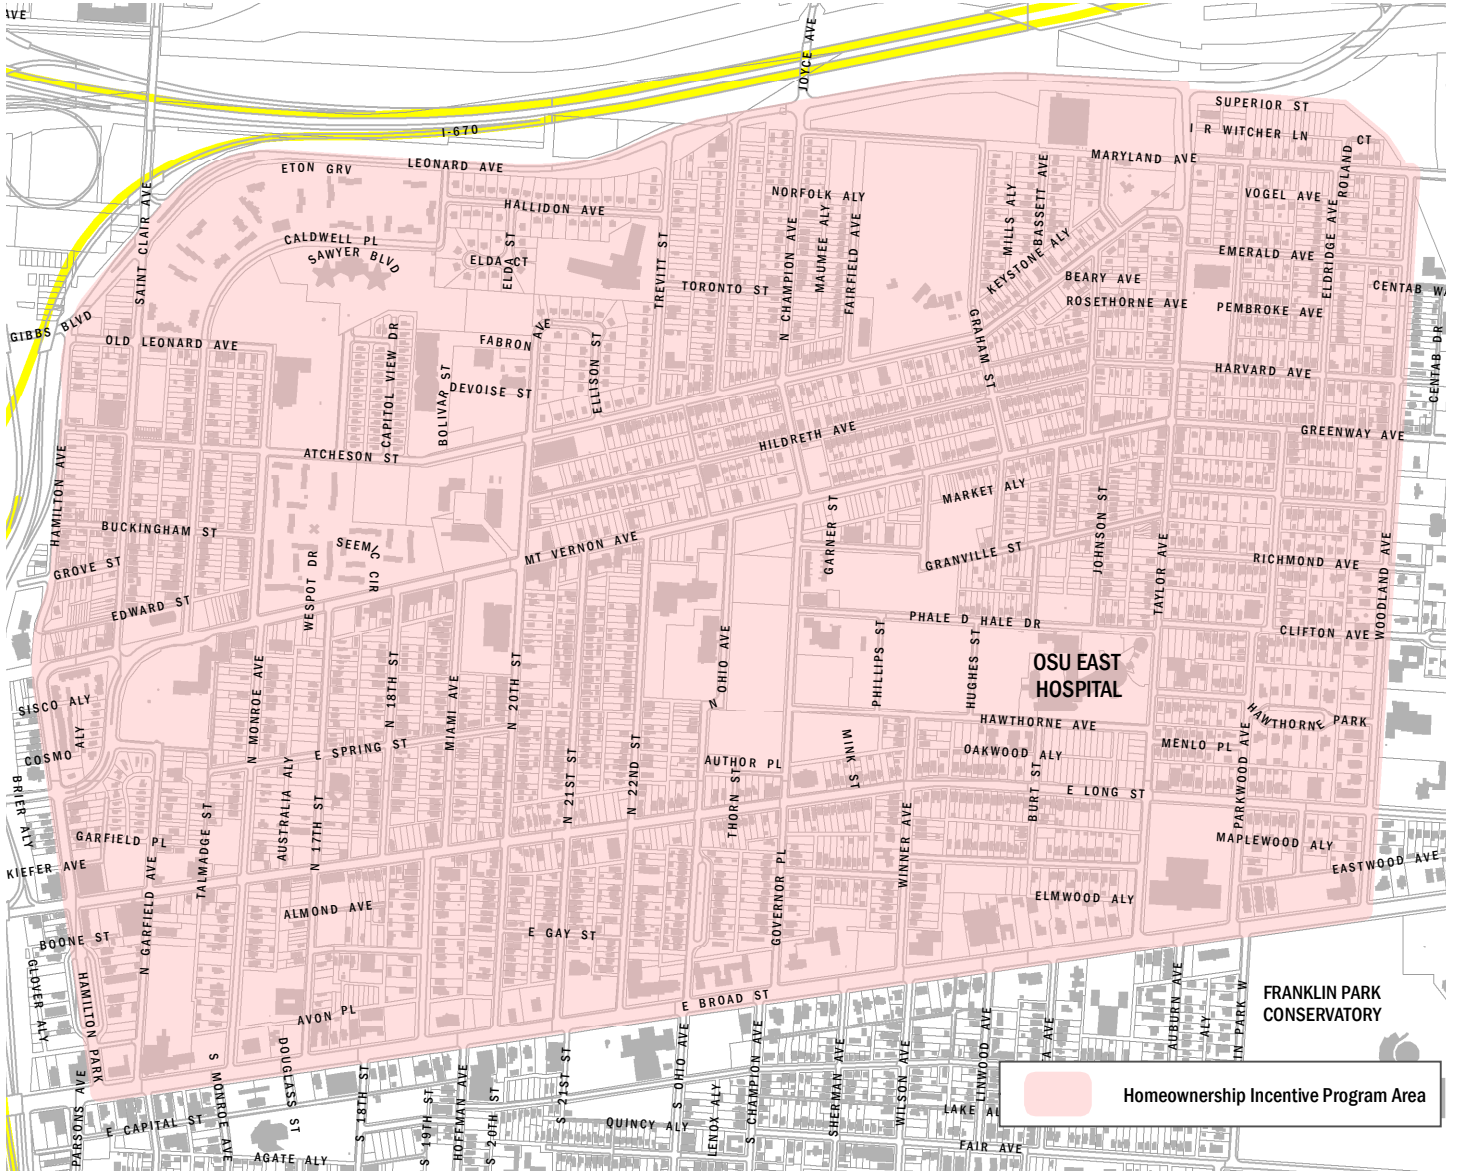 AVE
JOYCE AVE
I-670
SUPERIOR ST
I R WITCHER LN
ROLAND CT
MARYLAND AVE
ETON GRV
LEONARD AVE
HALLIDON AVE
NORFOLK ALY
MILLS ALY
BASSETT AVE
VOGEL AVE
SAINT CLAIR AVE
CALDWELL PL
SAWYER BLVD
ELDA CT
ELDA ST
TREVITT ST
TORONTO ST
N CHAMPION AVE
MAUMEE ALY
FAIRFIELD AVE
KEYSTONE ALY
BEARY AVE
ROSETHORNE AVE
EMERALD AVE
ELDRIDGE AVE
PEMBROKE AVE
CENTAB WA
CENTAB DR
GIBBS BLVD
OLD LEONARD AVE
CAPITOL VIEW DR
FABRON AVE
DEVOISE ST
BOLIVAR ST
ELLISON ST
GRAHAM ST
HARVARD AVE
HILDRETH AVE
GREENWAY AVE
ATCHESON ST
HAMILTON AVE
MARKET ALY
JOHNSON ST
BUCKINGHAM ST
SEEMIC CIR
WESPOT DR
MT VERNON AVE
GARNER ST
GRANVILLE ST
TAYLOR AVE
RICHMOND AVE
WOODLAND AVE
GROVE ST
EDWARD ST
PHALE D HALE DR
CLIFTON AVE
OSU EAST
HOSPITAL
SISCO ALY
COSMO ALY
N MONROE AVE
N 18TH ST
MIAMI AVE
N 20TH ST
N OHIO AVE
PHILLIPS ST
HUGHES ST
HAWTHORNE AVE
HAWTHORNE PARK
E SPRING ST
AUTHOR PL
MINK ST
OAKWOOD ALY
MENLO PL
PARKWOOD AVE
BRIER ALY
AUSTRALIA ALY
N 17TH ST
N 21ST ST
N 22ND ST
THORN ST
BURT ST
E LONG ST
GARFIELD PL
TALMADGE ST
WINNER AVE
MAPLEWOOD ALY
EASTWOOD AVE
KIEFER AVE
N GARFIELD AVE
ALMOND AVE
GOVERNOR PL
ELMWOOD ALY
BOONE ST
E GAY ST
GLOVER ALY
HAMILTON PARK
AVON PL
E BROAD ST
FRANKLIN PARK
CONSERVATORY
PARSONS AVE
E CAPITAL ST
S MONROE AVE
DOUGLASS ST
AGATE ALY
S 18TH ST
S 19TH ST
HOFFMAN AVE
S 20TH ST
S 21ST ST
QUINCY ALY
S OHIO AVE
LENOX ALY
S CHAMPION AVE
SHERMAN AVE
WILSON AVE
LINWOOD AVE
A AVE
AUBURN AVE
ALY
IN PARK W
LAKE AL
FAIR AVE
Homeownership Incentive Program Area